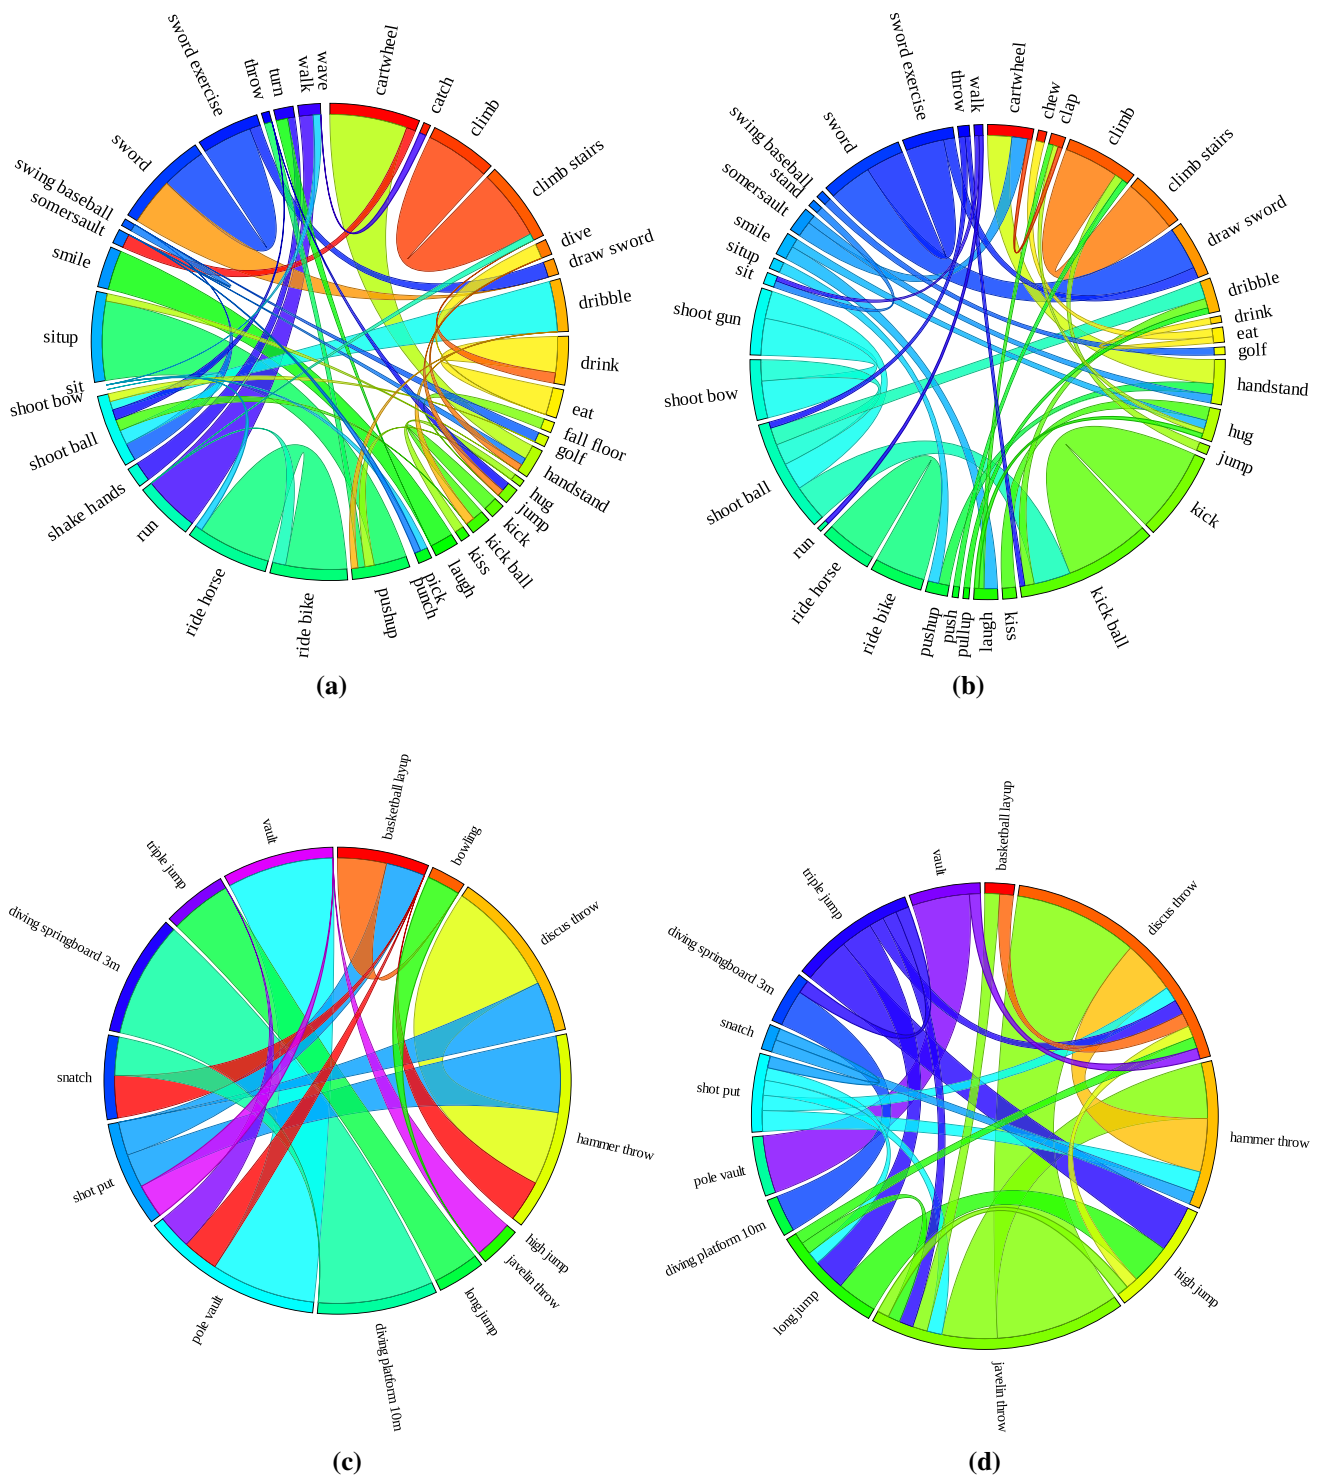 cartwheel
catch
climb
climb stairs
dive
draw sword
dribble
drink
eat
fall floor
golf
handstand
hug
jump
kick
kick ball
kiss
laugh
pick
punch
pushup
ride bike
ride horse
run
shake hands
shoot ball
shoot bow
sit
situp
smile
somersault
swing baseball
sword
sword exercise
throw
turn
walk
wave
(a)
cartwheel
chew
clap
climb
climb stairs
draw sword
dribble
drink
eat
golf
handstand
hug
jump
kick
kick ball
kiss
laugh
pullup
push
pushup
ride bike
ride horse
run
shoot ball
shoot bow
shoot gun
sit
situp
smile
somersault
stand
swing baseball
sword
sword exercise
throw
walk
(b)
basketball layup
bowling
discus throw
hammer throw
high jump
javelin throw
long jump
diving platform 10m
pole vault
shot put
snatch
diving springboard 3m
triple jump
vault
(c)
basketball layup
discus throw
hammer throw
high jump
javelin throw
long jump
diving platform 10m
pole vault
shot put
snatch
diving springboard 3m
triple jump
vault
(d)